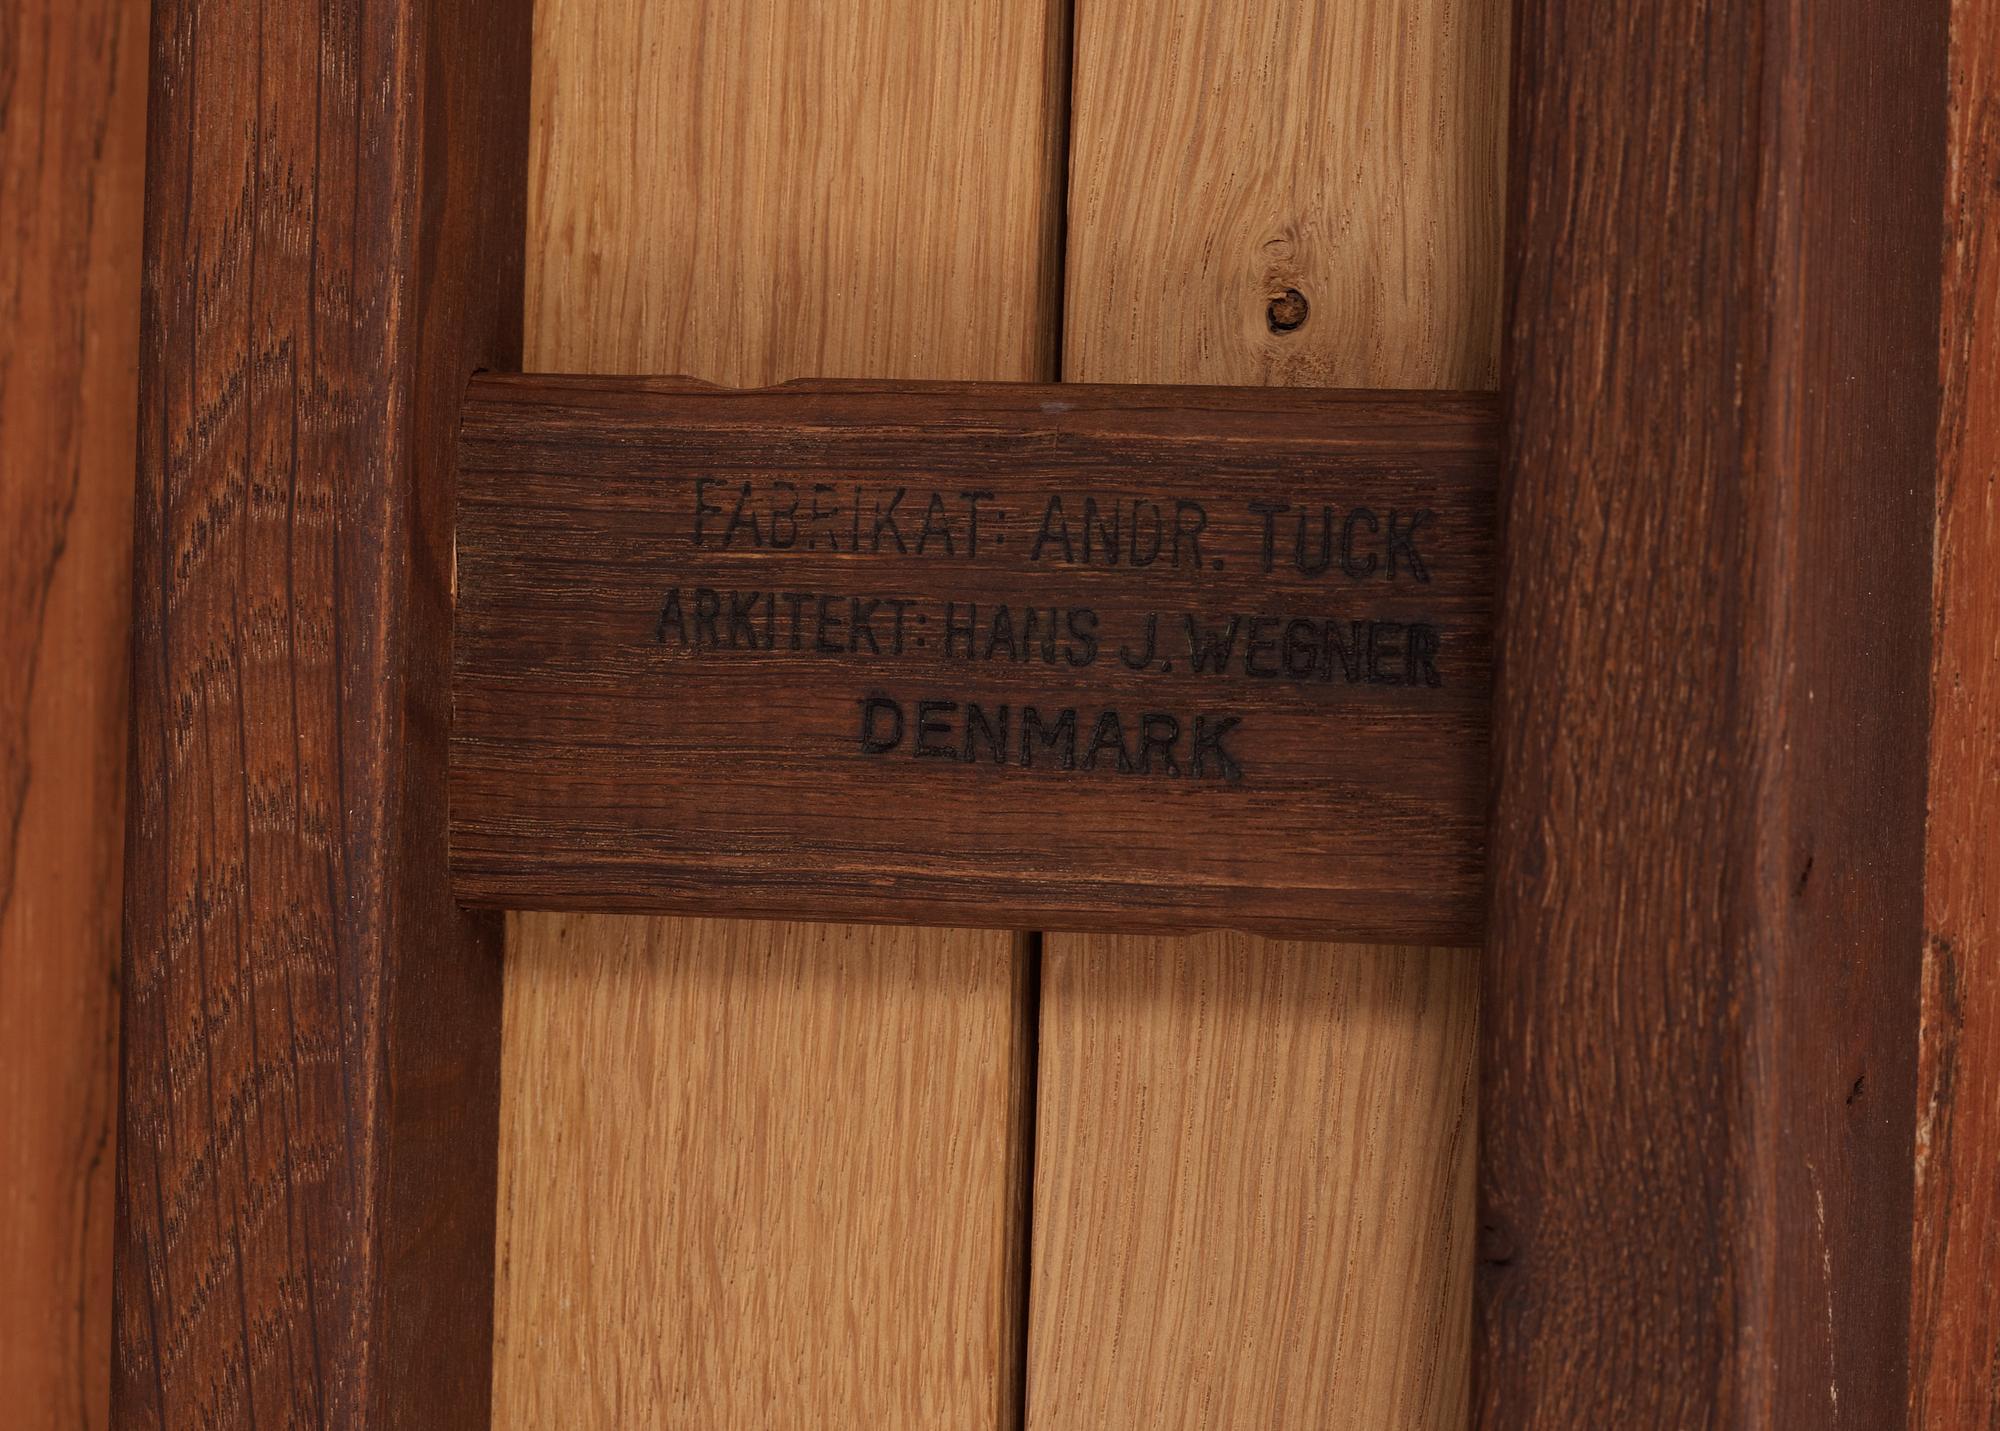 FABRIKAT: ANDR. TUCK
ARKITEKT: HANS J. WEGNER
DENMARK